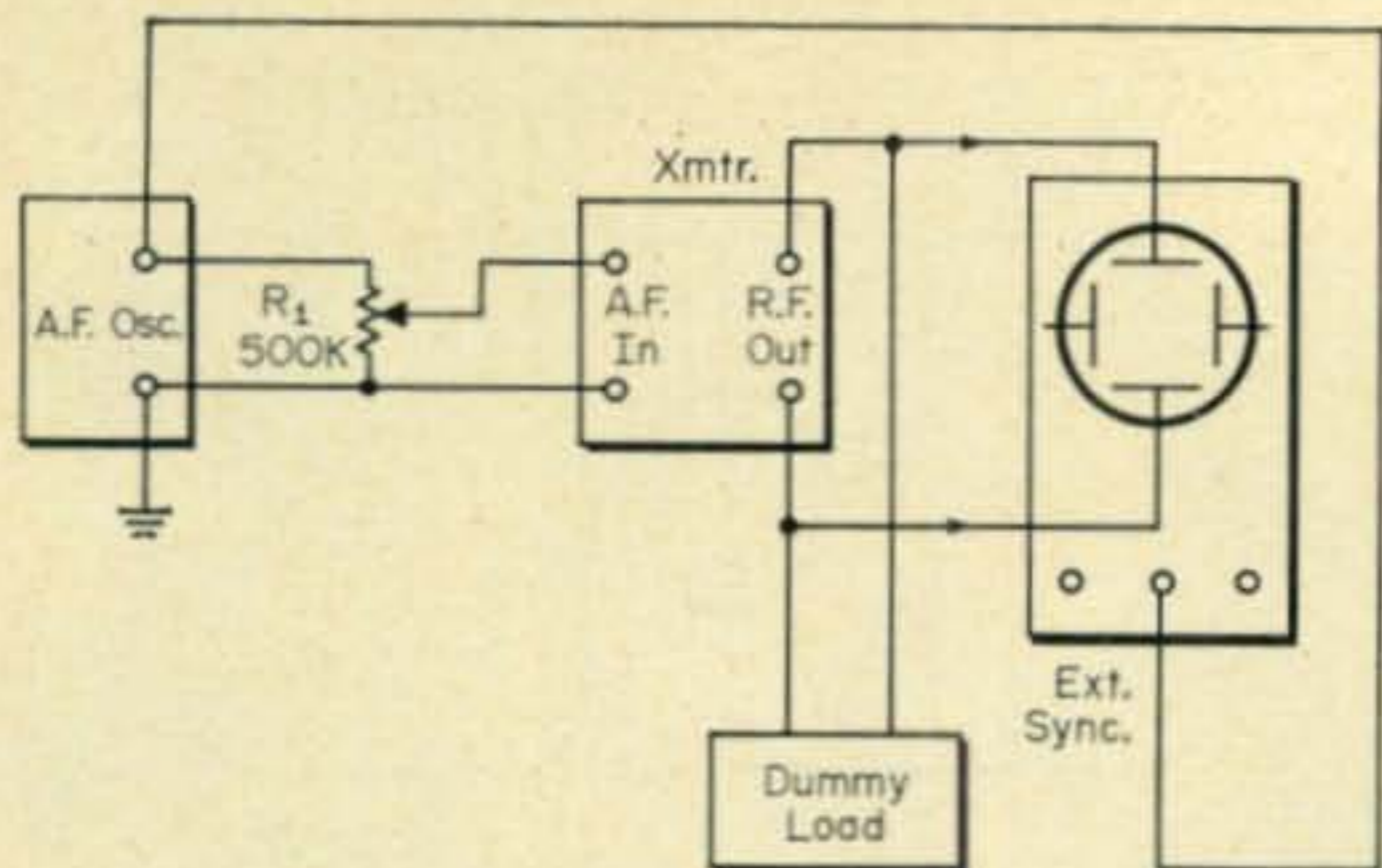 Xmtr.
A.F. Osc.
R₁
500K
A.F.
In
R.F.
Out
Ext.
Sync.
Dummy
Load